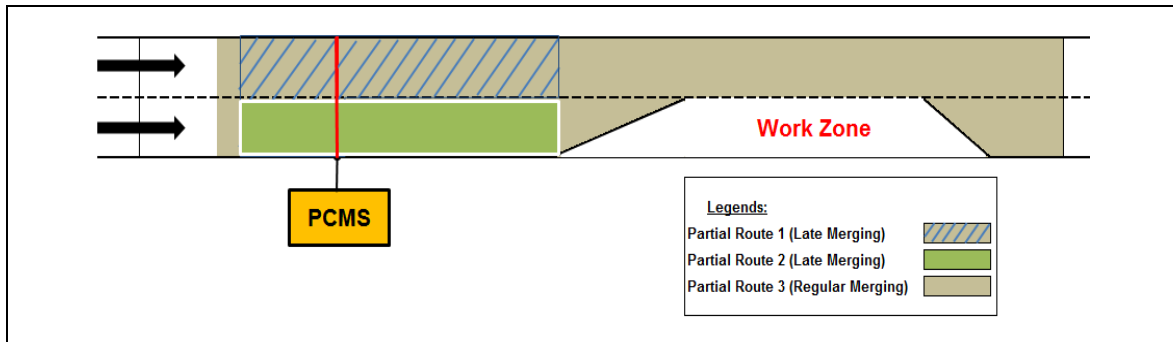 Work Zone
PCMS
Legends:
Partial Route 1 (Late Merging)
Partial Route 2 (Late Merging)
Partial Route 3 (Regular Merging)